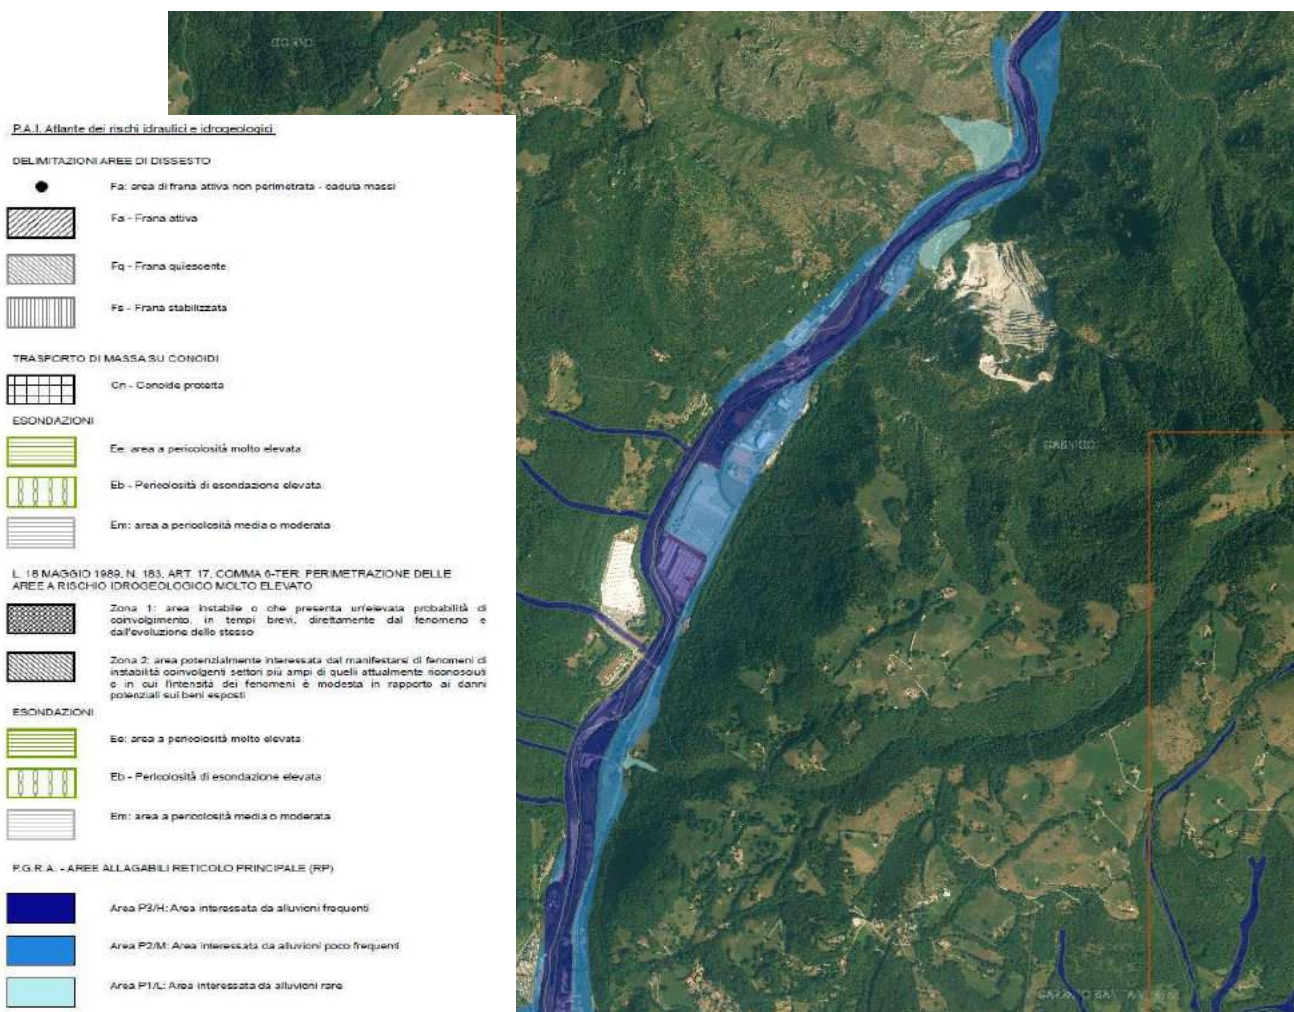 P.A.I. Atlante dei rischi idraulici e idrogeologici
DELIMITAZIONI AREE DI DISSESTO
Fa: area di frana attiva non perimetrata - caduta massi
Fa - Frana attiva
Fq - Frana quiescente
Fs - Frana stabilizzata
TRASPORTO DI MASSA SU CONOIDI
Cn - Conoide protetta
ESONDAZIONI
Ee: area a pericolosità molto elevata
Eb - Pericolosità di esondazione elevata
Em: area a pericolosità media o moderata
L. 18 MAGGIO 1989, N. 183, ART. 17, COMMA 6-TER: PERIMETRAZIONE DELLE
AREE A RISCHIO IDROGEOLOGICO MOLTO ELEVATO
Zona 1: area instabile o che presenta un'elevata probabilità di
coinvolgimento, in tempi brevi, direttamente dal fenomeno e
dall'evoluzione dello stesso
Zona 2: area potenzialmente interessata dal manifestarsi di fenomeni di
instabilità coinvolgenti settori più ampi di quelli attualmente riconosciuti
o in cui l'intensità dei fenomeni è modesta in rapporto ai danni
potenziali sui beni esposti
ESONDAZIONI
Ee: area a pericolosità molto elevata
Eb - Pericolosità di esondazione elevata
Em: area a pericolosità media o moderata
P.G.R.A. - AREE ALLAGABILI RETICOLO PRINCIPALE (RP)
Area P3/H: Area interessata da alluvioni frequenti
Area P2/M: Area interessata da alluvioni poco frequenti
Area P1/L: Area interessata da alluvioni rare